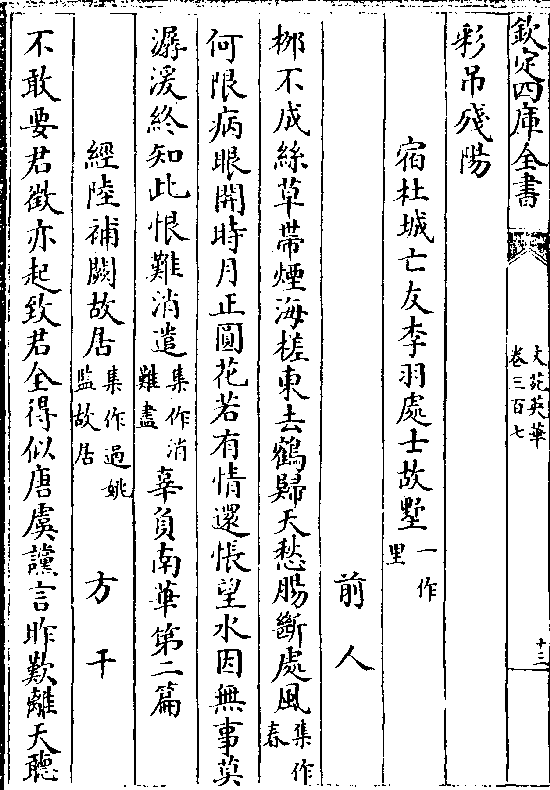 欽定四庫全書
文苑英華
卷三百七
十三
彩弔殘陽
宿杜城亡友李羽處士故墅一作里
前人
栁不成絲草帶煙海槎東去鶴歸天愁腸斷處風集作春
何限病眼開時月正圓花若有情還悵望水因無事莫
潺湲終知此恨難消遣集作消難盡辜負南華第二篇
經陸補闕故居集作過姚監故居
方干
不敢要君徴亦起致君全得似唐虞讜言昨歎離天聽